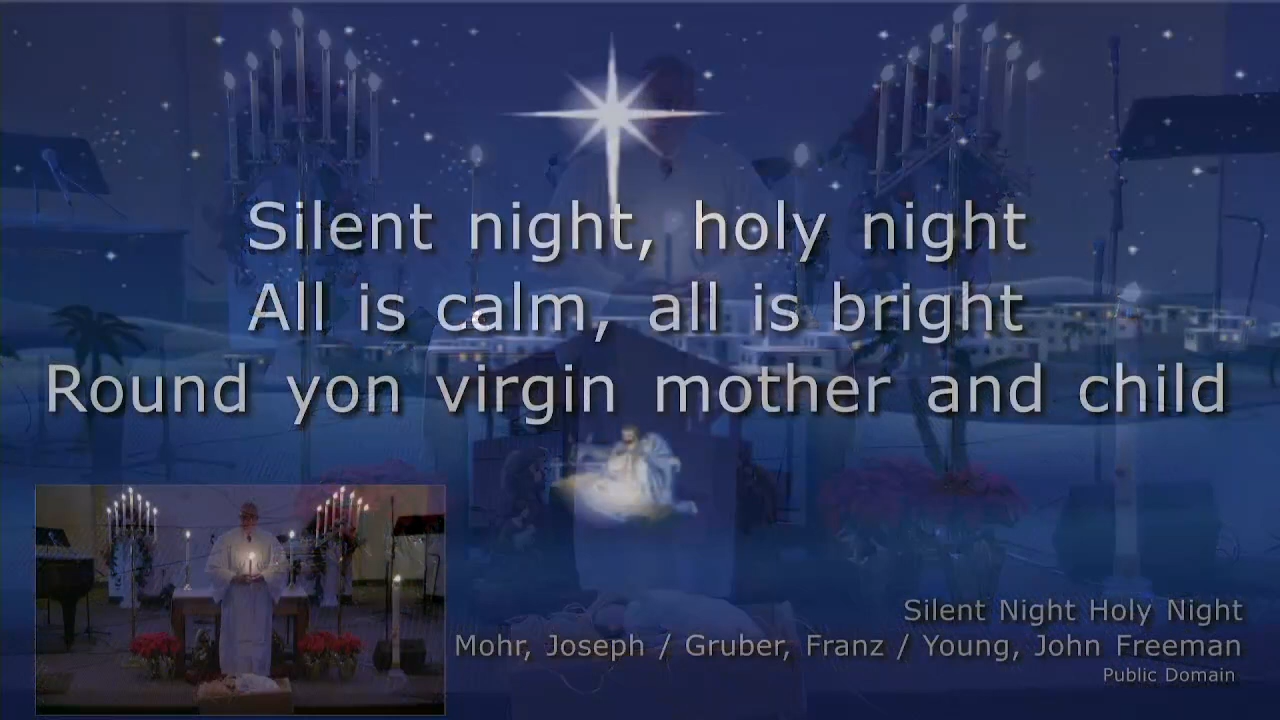 Silent night, holy night
All is calm, all is bright
Round yon virgin mother and child
Silent Night Holy Night
Mohr, Joseph / Gruber, Franz / Young, John Freeman
Public Domain